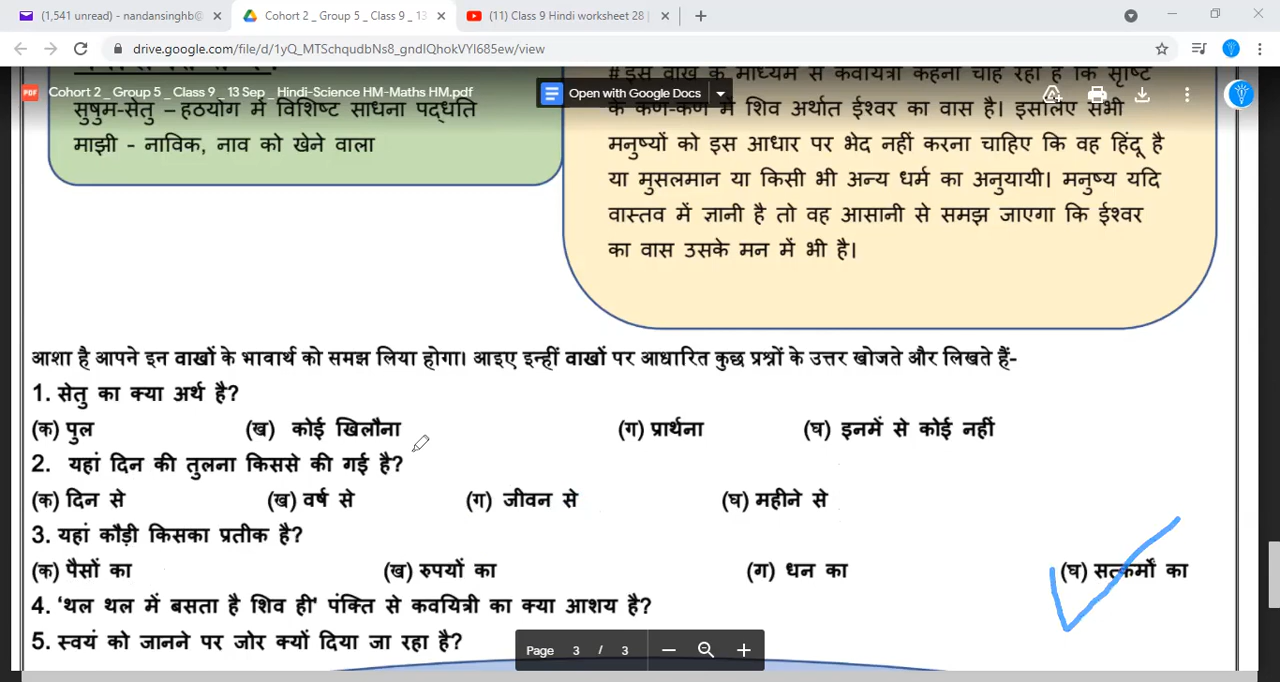 (1,541 unread) - nandansinghb@
Cohort 2 _ Group 5 _ Class 9 _ 13
(11) Class 9 Hindi worksheet 28
drive.google.com/file/d/1yQ_MTSchqudbNs8_gndlQhokVYl685ew/view
Cohort 2 _ Group 5 _ Class 9 _ 13 Sep _ Hindi-Science HM-Maths HM.pdf
Open with Google Docs
सुषुम-सेतु – हठयोग में विशिष्ट साधना पद्धति
माझी - नाविक, नाव को खेने वाला
# इस वाख के माध्यम से कवयित्री कहना चाह रही है कि सृष्टि
के कण-कण में शिव अर्थात ईश्वर का वास है। इसलिए सभी
मनुष्यों को इस आधार पर भेद नहीं करना चाहिए कि वह हिंदू है
या मुसलमान या किसी भी अन्य धर्म का अनुयायी। मनुष्य यदि
वास्तव में ज्ञानी है तो वह आसानी से समझ जाएगा कि ईश्वर
का वास उसके मन में भी है।
आशा है आपने इन वाखों के भावार्थ को समझ लिया होगा। आइए इन्हीं वाखों पर आधारित कुछ प्रश्नों के उत्तर खोजते और लिखते हैं-
1. सेतु का क्या अर्थ है?
(क) पुल (ख) कोई खिलौना (ग) प्रार्थना (घ) इनमें से कोई नहीं
2. यहां दिन की तुलना किससे की गई है?
(क) दिन से (ख) वर्ष से (ग) जीवन से (घ) महीने से
3. यहां कौड़ी किसका प्रतीक है?
(क) पैसों का (ख) रुपयों का (ग) धन का (घ) सत्कर्मों का
4. 'थल थल में बसता है शिव ही' पंक्ति से कवयित्री का क्या आशय है?
5. स्वयं को जानने पर जोर क्यों दिया जा रहा है?
Page 3 / 3